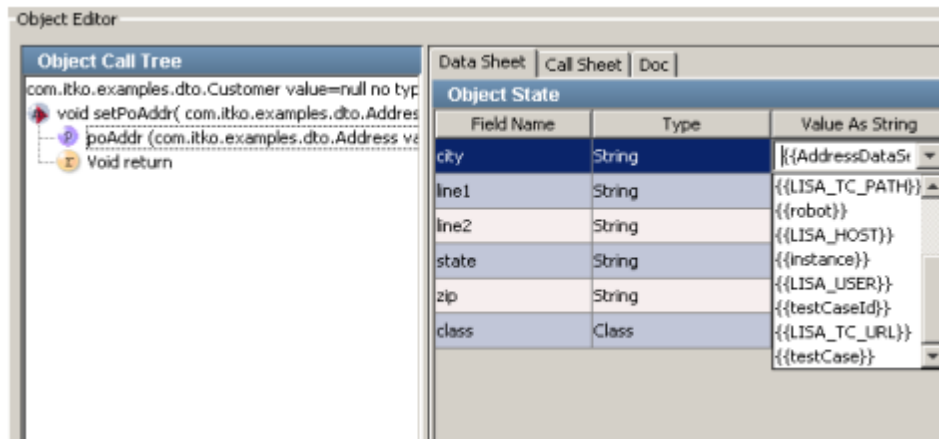 Object Editor
Object Call Tree
com.itko.examples.dto.Customer value=null no typ
void setPoAddr( com.itko.examples.dto.Addres
poAddr (com.itko.examples.dto.Address va
Void return
Data Sheet Call Sheet Doc
Object State
Field Name Type Value As String
city String {{AddressDataSe
line1 String
line2 String
state String
zip String
class Class
{{LISA_TC_PATH}}
{{robot}}
{{LISA_HOST}}
{{instance}}
{{LISA_USER}}
{{testCaseId}}
{{LISA_TC_URL}}
{{testCase}}